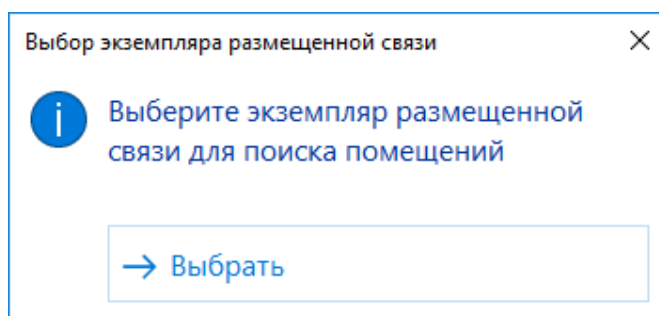 Выбор экземпляра размещенной связи
Выберите экземпляр размещенной
связи для поиска помещений
Выбрать